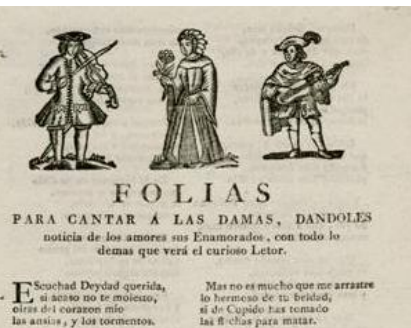 FOLIAS
PARA CANTAR Á LAS DAMAS, DANDOLES
noticia de los amores sus Enamorados, con todo lo
demas que verá el curioso Letor.
Escuchad Deydad querida,
si acaso no te molesto,
oiras del corazon mio
las ansias, y los tormentos.
Mas no es mucho que me arrastre
lo hermoso de tu beldad,
si de Cupido has tomado
las flechas para matar.